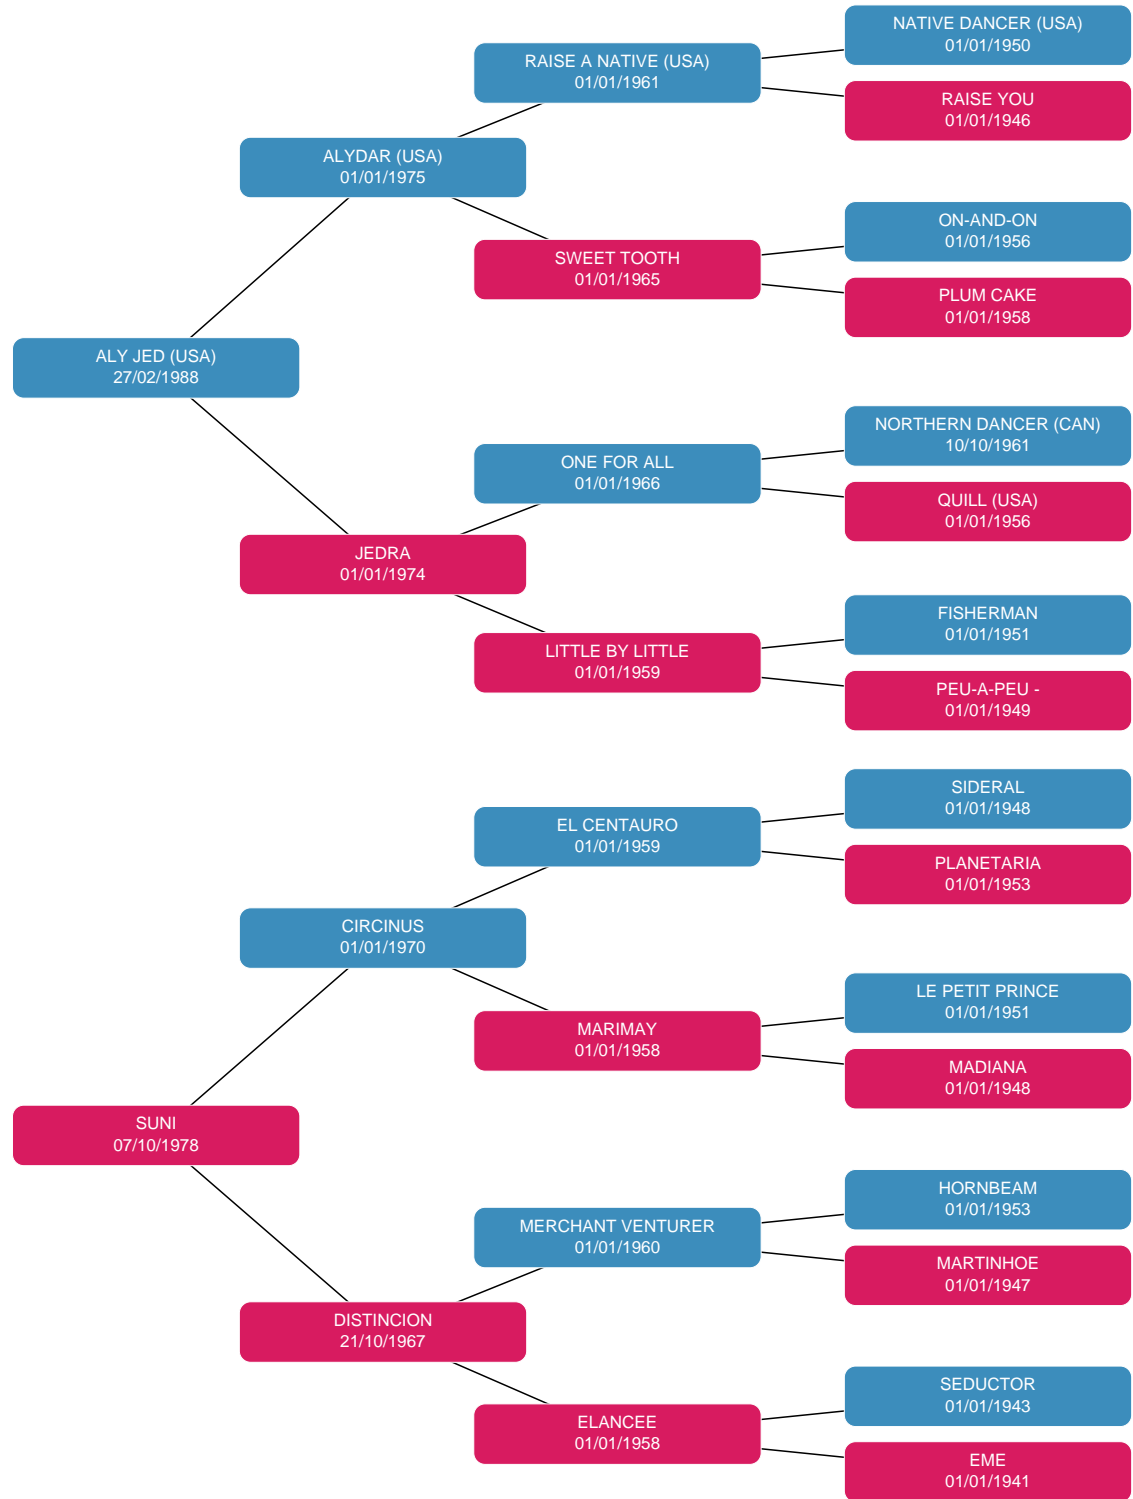 NATIVE DANCER (USA)
01/01/1950
RAISE A NATIVE (USA)
01/01/1961
RAISE YOU
01/01/1946
ALYDAR (USA)
01/01/1975
ON-AND-ON
01/01/1956
SWEET TOOTH
01/01/1965
PLUM CAKE
01/01/1958
ALY JED (USA)
27/02/1988
NORTHERN DANCER (CAN)
10/10/1961
ONE FOR ALL
01/01/1966
QUILL (USA)
01/01/1956
JEDRA
01/01/1974
FISHERMAN
01/01/1951
LITTLE BY LITTLE
01/01/1959
PEU-A-PEU -
01/01/1949
SIDERAL
01/01/1948
EL CENTAURO
01/01/1959
PLANETARIA
01/01/1953
CIRCINUS
01/01/1970
LE PETIT PRINCE
01/01/1951
MARIMAY
01/01/1958
MADIANA
01/01/1948
SUNI
07/10/1978
HORNBEAM
01/01/1953
MERCHANT VENTURER
01/01/1960
MARTINHOE
01/01/1947
DISTINCION
21/10/1967
SEDUCTOR
01/01/1943
ELANCEE
01/01/1958
EME
01/01/1941